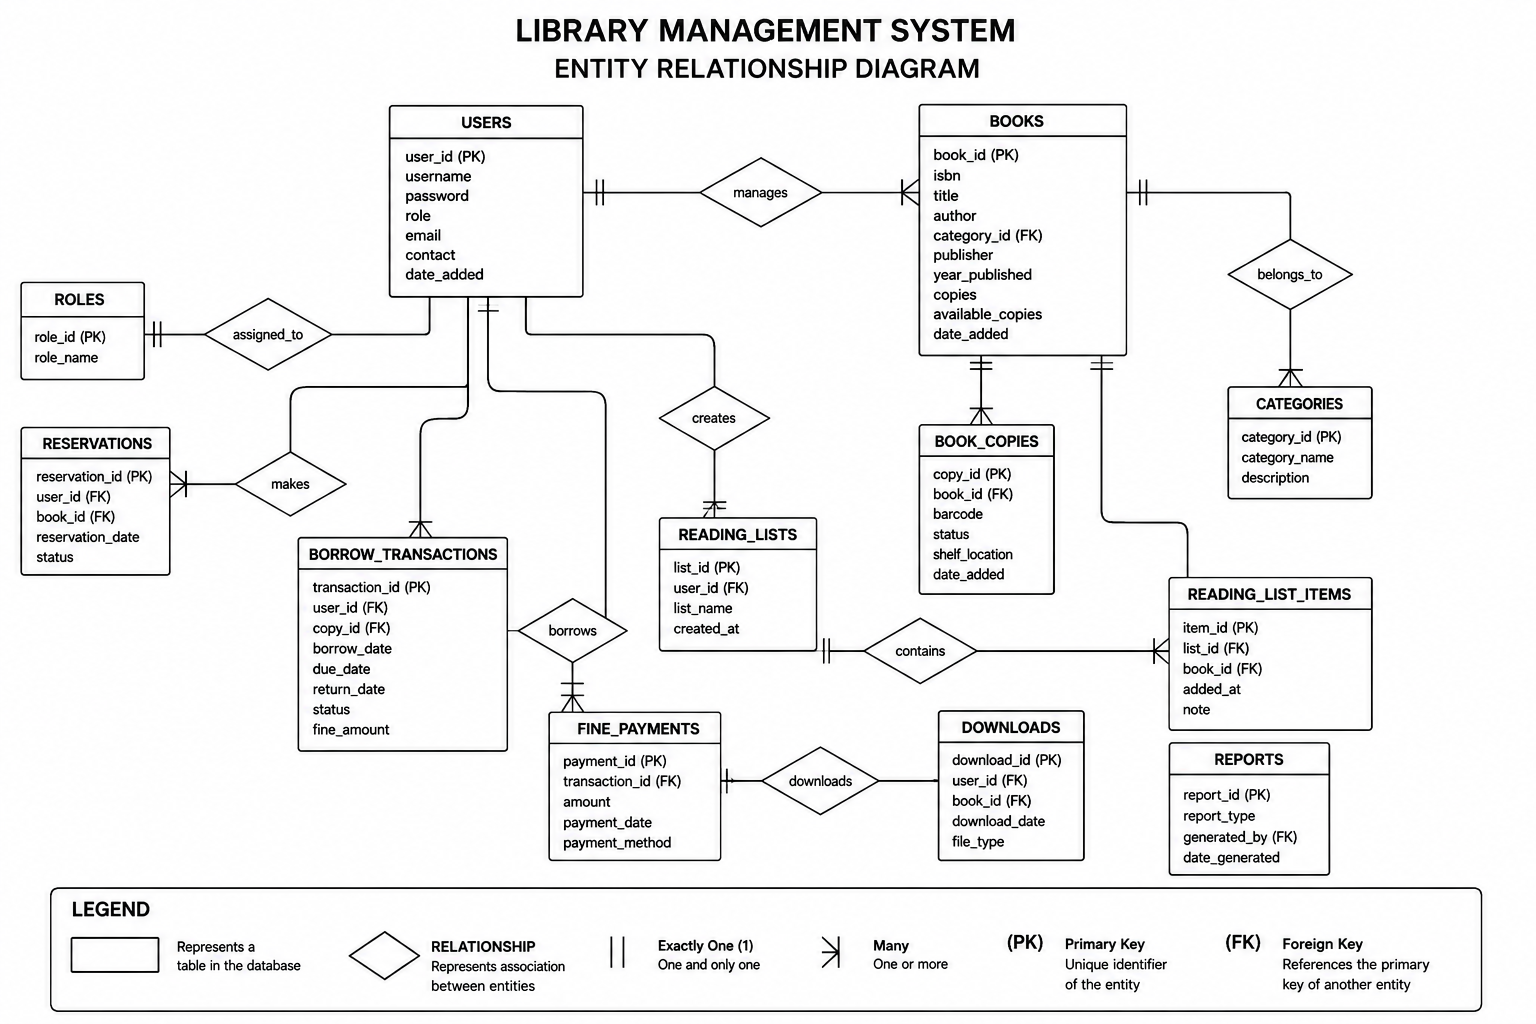 LIBRARY MANAGEMENT SYSTEM
ENTITY RELATIONSHIP DIAGRAM
USERS
user_id (PK)
username
password
role
email
contact
date_added
manages
BOOKS
book_id (PK)
isbn
title
author
category_id (FK)
publisher
year_published
copies
available_copies
date_added
belongs_to
ROLES
role_id (PK)
role_name
assigned_to
CATEGORIES
category_id (PK)
category_name
description
creates
RESERVATIONS
reservation_id (PK)
user_id (FK)
book_id (FK)
reservation_date
status
makes
BOOK_COPIES
copy_id (PK)
book_id (FK)
barcode
status
shelf_location
date_added
READING_LISTS
list_id (PK)
user_id (FK)
list_name
created_at
BORROW_TRANSACTIONS
transaction_id (PK)
user_id (FK)
copy_id (FK)
borrow_date
due_date
return_date
status
fine_amount
borrows
contains
READING_LIST_ITEMS
item_id (PK)
list_id (FK)
book_id (FK)
added_at
note
FINE_PAYMENTS
payment_id (PK)
transaction_id (FK)
amount
payment_date
payment_method
downloads
DOWNLOADS
download_id (PK)
user_id (FK)
book_id (FK)
download_date
file_type
REPORTS
report_id (PK)
report_type
generated_by (FK)
date_generated
LEGEND
Represents a
table in the database
RELATIONSHIP
Represents association
between entities
Exactly One (1)
One and only one
Many
One or more
(PK)
Primary Key
Unique identifier
of the entity
(FK)
Foreign Key
References the primary
key of another entity